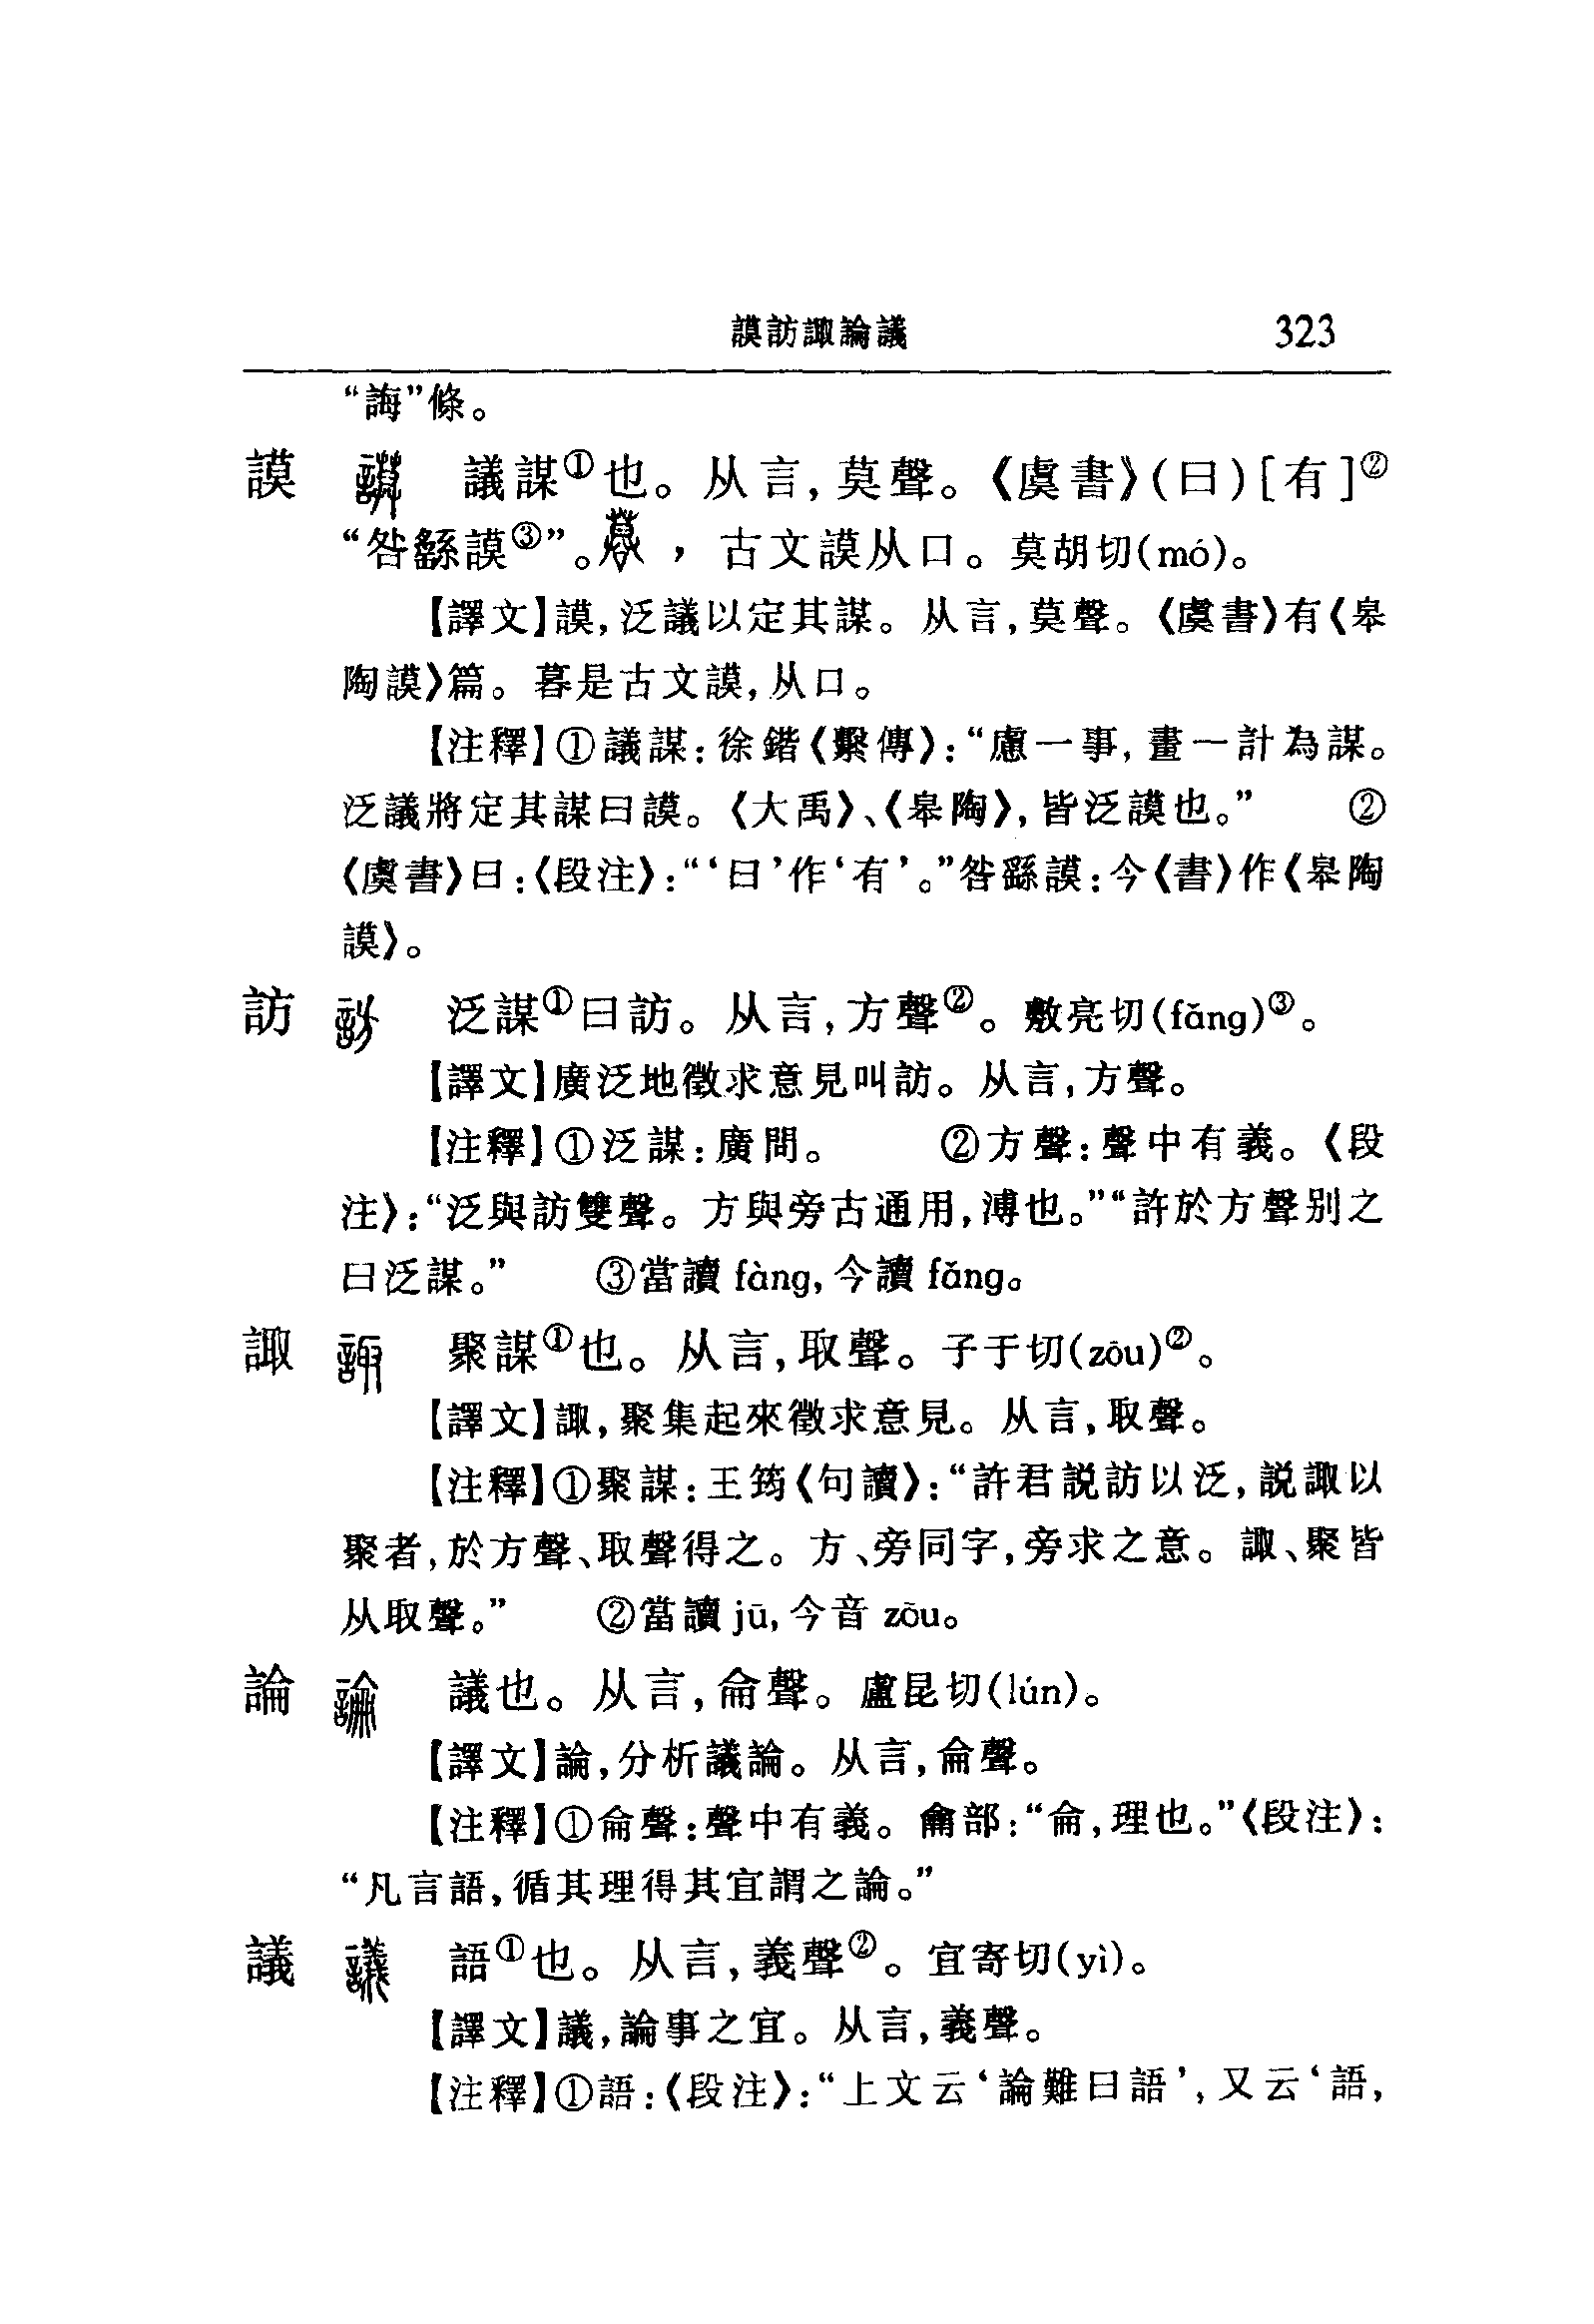 謨訪諏論議 323
“誨”條。
謨 議謀①也。从言，莫聲。《虞書》(曰)[有]②
“咎繇謨③”。，古文謨从口。莫胡切(mó)。
【譯文】謨，泛議以定其謀。从言，莫聲。《虞書》有《皋
陶謨》篇。暮是古文謨，从口。
【注釋】①議謀：徐鍇《繫傳》：“慮一事，畫一計為謀。
泛議將定其謀曰謨。《大禹》、《皋陶》，皆泛謨也。” ②
《虞書》曰：《段注》：“‘曰’作‘有’。”咎繇謨：今《書》作《皋陶
謨》。
訪 泛謀①曰訪。从言，方聲②。敷亮切(fǎng)③。
【譯文】廣泛地徵求意見叫訪。从言，方聲。
【注釋】①泛謀：廣問。 ②方聲：聲中有義。《段
注》：“泛與訪雙聲。方與旁古通用，溥也。”“許於方聲别之
曰泛謀。” ③當讀 fàng，今讀 fǎng。
諏 聚謀①也。从言，取聲。子于切(zōu)②。
【譯文】諏，聚集起來徵求意見。从言，取聲。
【注釋】①聚謀：王筠《句讀》：“許君説訪以泛，説諏以
聚者，於方聲、取聲得之。方、旁同字，旁求之意。諏、聚皆
从取聲。” ②當讀 jū，今音 zōu。
論 議也。从言，侖聲。盧昆切(lún)。
【譯文】論，分析議論。从言，侖聲。
【注釋】①侖聲：聲中有義。龠部：“侖，理也。”《段注》：
“凡言語，循其理得其宜謂之論。”
議 語①也。从言，義聲②。宜寄切(yì)。
【譯文】議，論事之宜。从言，義聲。
【注釋】①語：《段注》：“上文云‘論難曰語’，又云‘語，